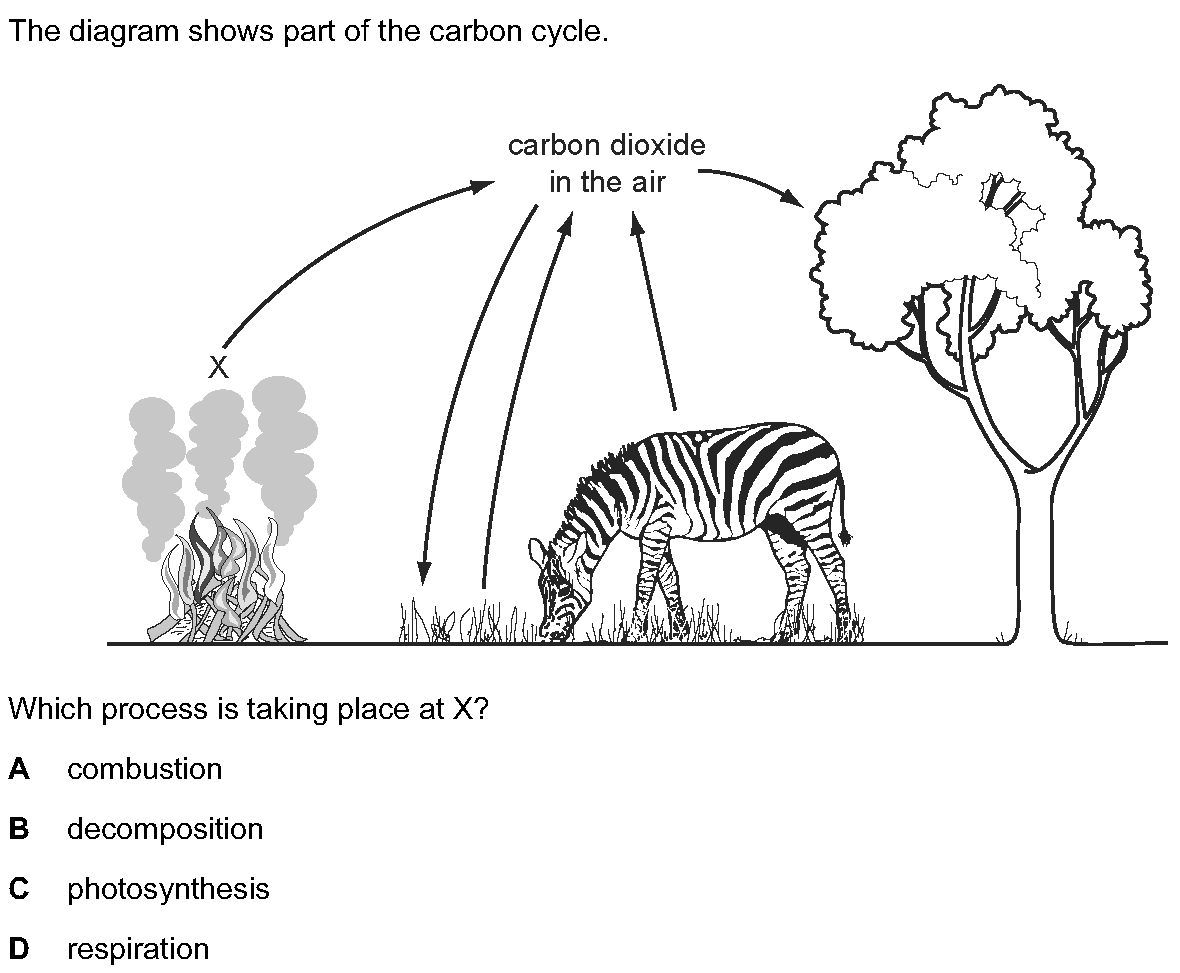 The diagram shows part of the carbon cycle.
carbon dioxide
in the air
X
Which process is taking place at X?
A combustion
B decomposition
C photosynthesis
D respiration